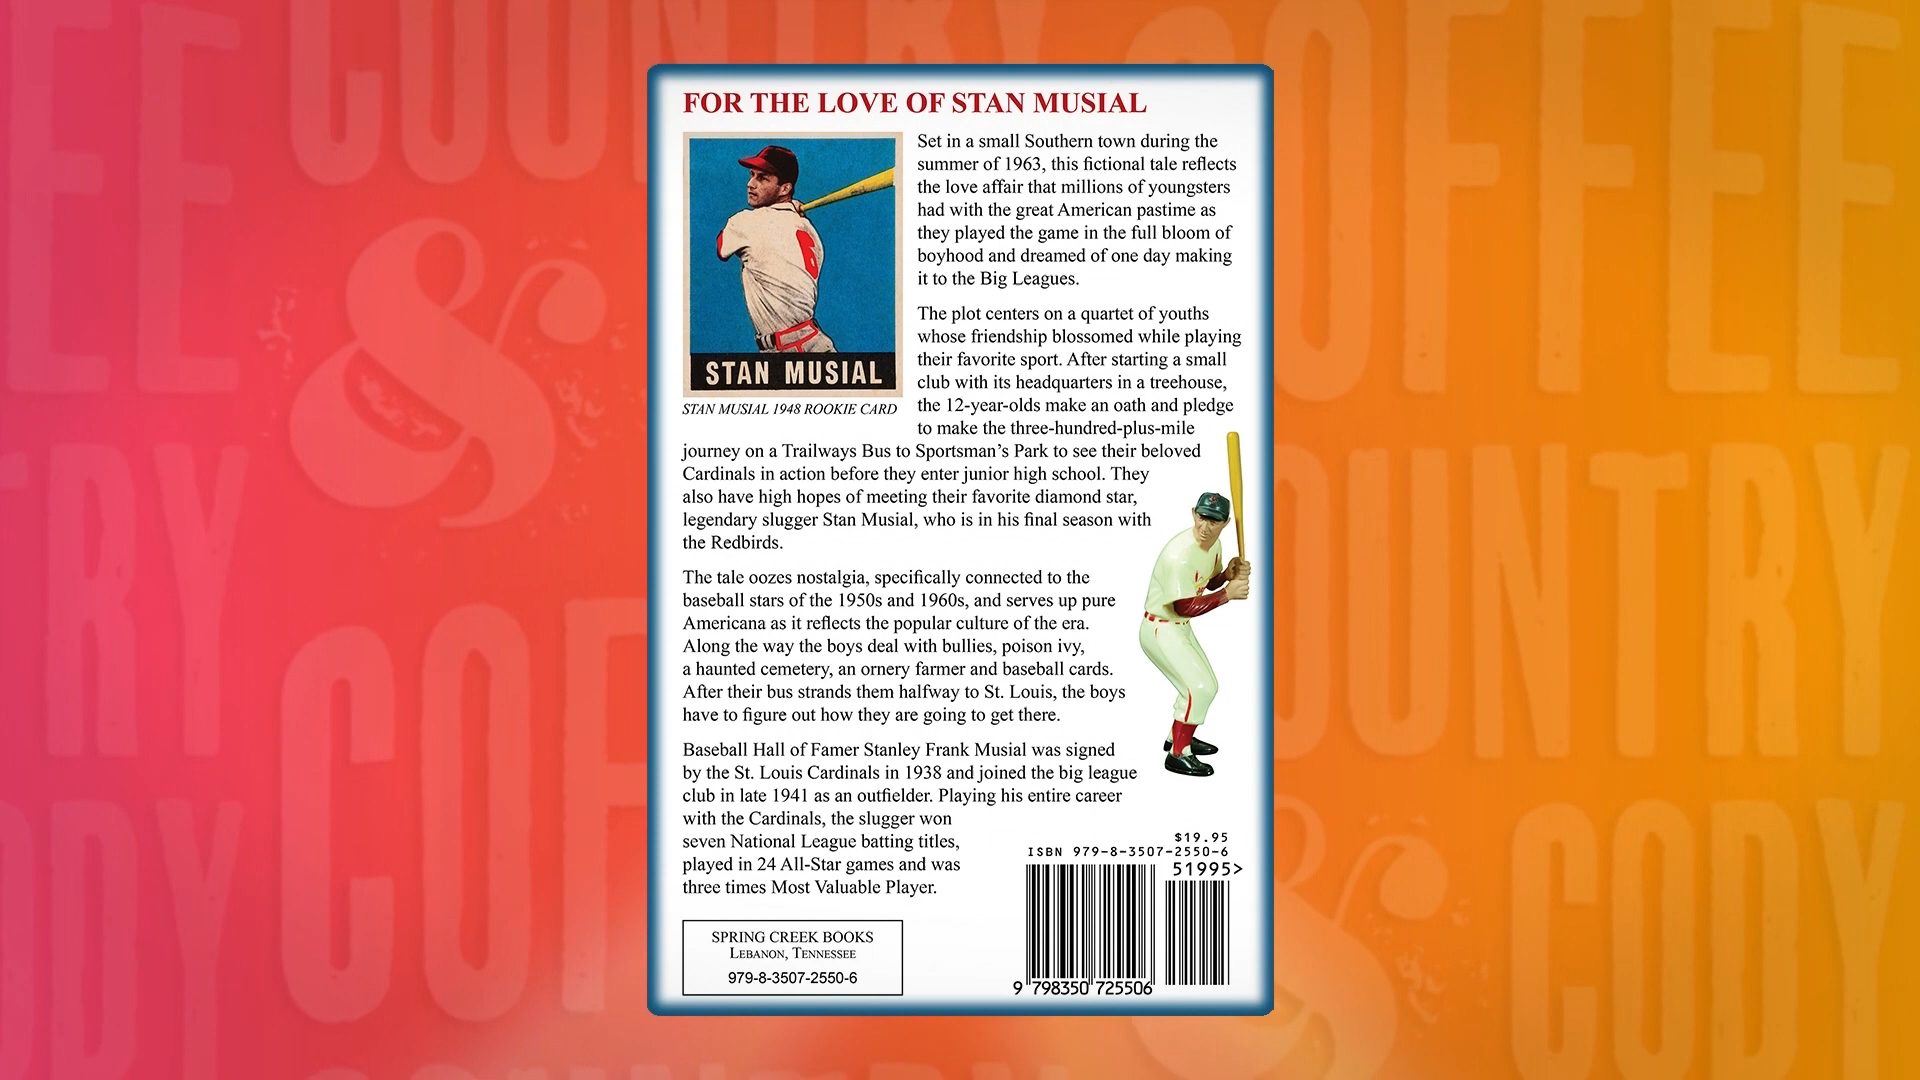 FOR THE LOVE OF STAN MUSIAL
STAN MUSIAL
STAN MUSIAL 1948 ROOKIE CARD
Set in a small Southern town during the
summer of 1963, this fictional tale reflects
the love affair that millions of youngsters
had with the great American pastime as
they played the game in the full bloom of
boyhood and dreamed of one day making
it to the Big Leagues.
The plot centers on a quartet of youths
whose friendship blossomed while playing
their favorite sport. After starting a small
club with its headquarters in a treehouse,
the 12-year-olds make an oath and pledge
to make the three-hundred-plus-mile
journey on a Trailways Bus to Sportsman's Park to see their beloved
Cardinals in action before they enter junior high school. They
also have high hopes of meeting their favorite diamond star,
legendary slugger Stan Musial, who is in his final season with
the Redbirds.
The tale oozes nostalgia, specifically connected to the
baseball stars of the 1950s and 1960s, and serves up pure
Americana as it reflects the popular culture of the era.
Along the way the boys deal with bullies, poison ivy,
a haunted cemetery, an ornery farmer and baseball cards.
After their bus strands them halfway to St. Louis, the boys
have to figure out how they are going to get there.
Baseball Hall of Famer Stanley Frank Musial was signed
by the St. Louis Cardinals in 1938 and joined the big league
club in late 1941 as an outfielder. Playing his entire career
with the Cardinals, the slugger won
seven National League batting titles,
played in 24 All-Star games and was
three times Most Valuable Player.
SPRING CREEK BOOKS
LEBANON, TENNESSEE
979-8-3507-2550-6
$19.95
ISBN 979-8-3507-2550-6
51995>
9 798350 725506
6
COUNTRY
COFFEE
&
COFFEE
COUNTRY
&
CODY
COUNTRY